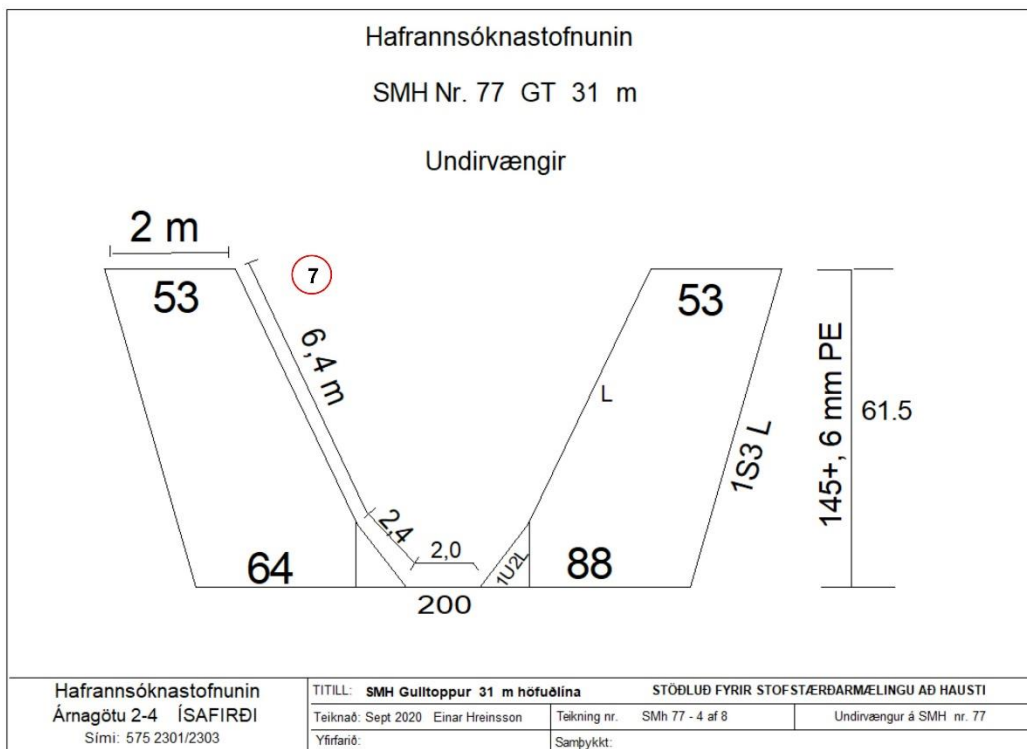 Hafrannsóknastofnunin
SMH Nr. 77 GT 31 m
Undirvængir
2 m
7
53
53
6,4 m
L
1S3 L
145+, 6 mm PE
61.5
2,4
2,0
1U2L
64
88
200
Hafrannsóknastofnunin
Árnagötu 2-4 ÍSAFIRÐI
Sími: 575 2301/2303
TITILL: SMH Gulltoppur 31 m höfuðlína STÖÐLUÐ FYRIR STOFSTÆRÐARMÆLINGU AÐ HAUSTI
Teiknað: Sept 2020 Einar Hreinsson Teikning nr. SMh 77 - 4 af 8 Undirvængur á SMH nr. 77
Yfirfarið: Samþykkt: